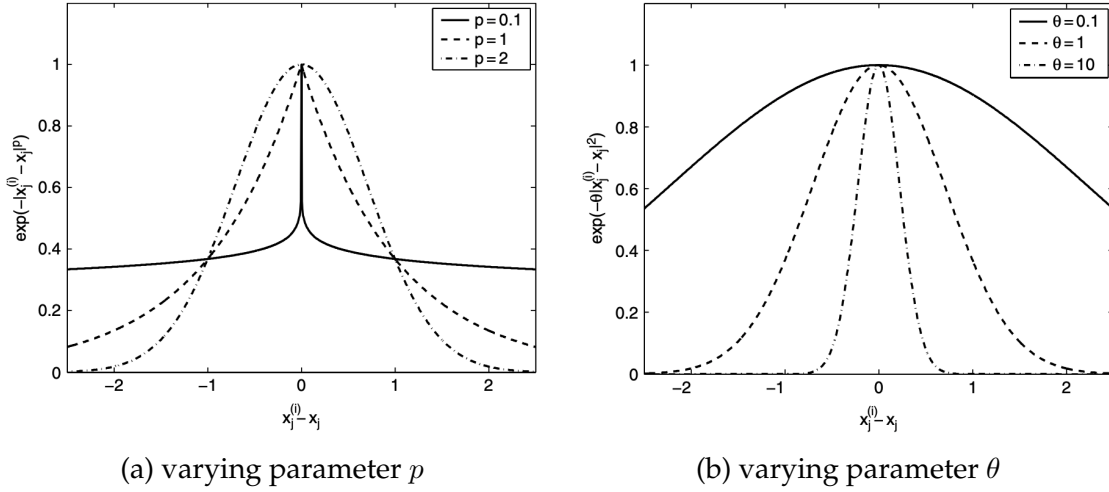 p = 0.1
p = 1
p = 2
1
0.8
0.6
0.4
0.2
0
−2 −1 0 1 2
exp(−|x_j^(i) − x_j|^p)
x_j^(i) − x_j
(a) varying parameter p
θ = 0.1
θ = 1
θ = 10
1
0.8
0.6
0.4
0.2
0
−2 −1 0 1 2
exp(−θ|x_j^(i) − x_j|^2)
x_j^(i) − x_j
(b) varying parameter θ